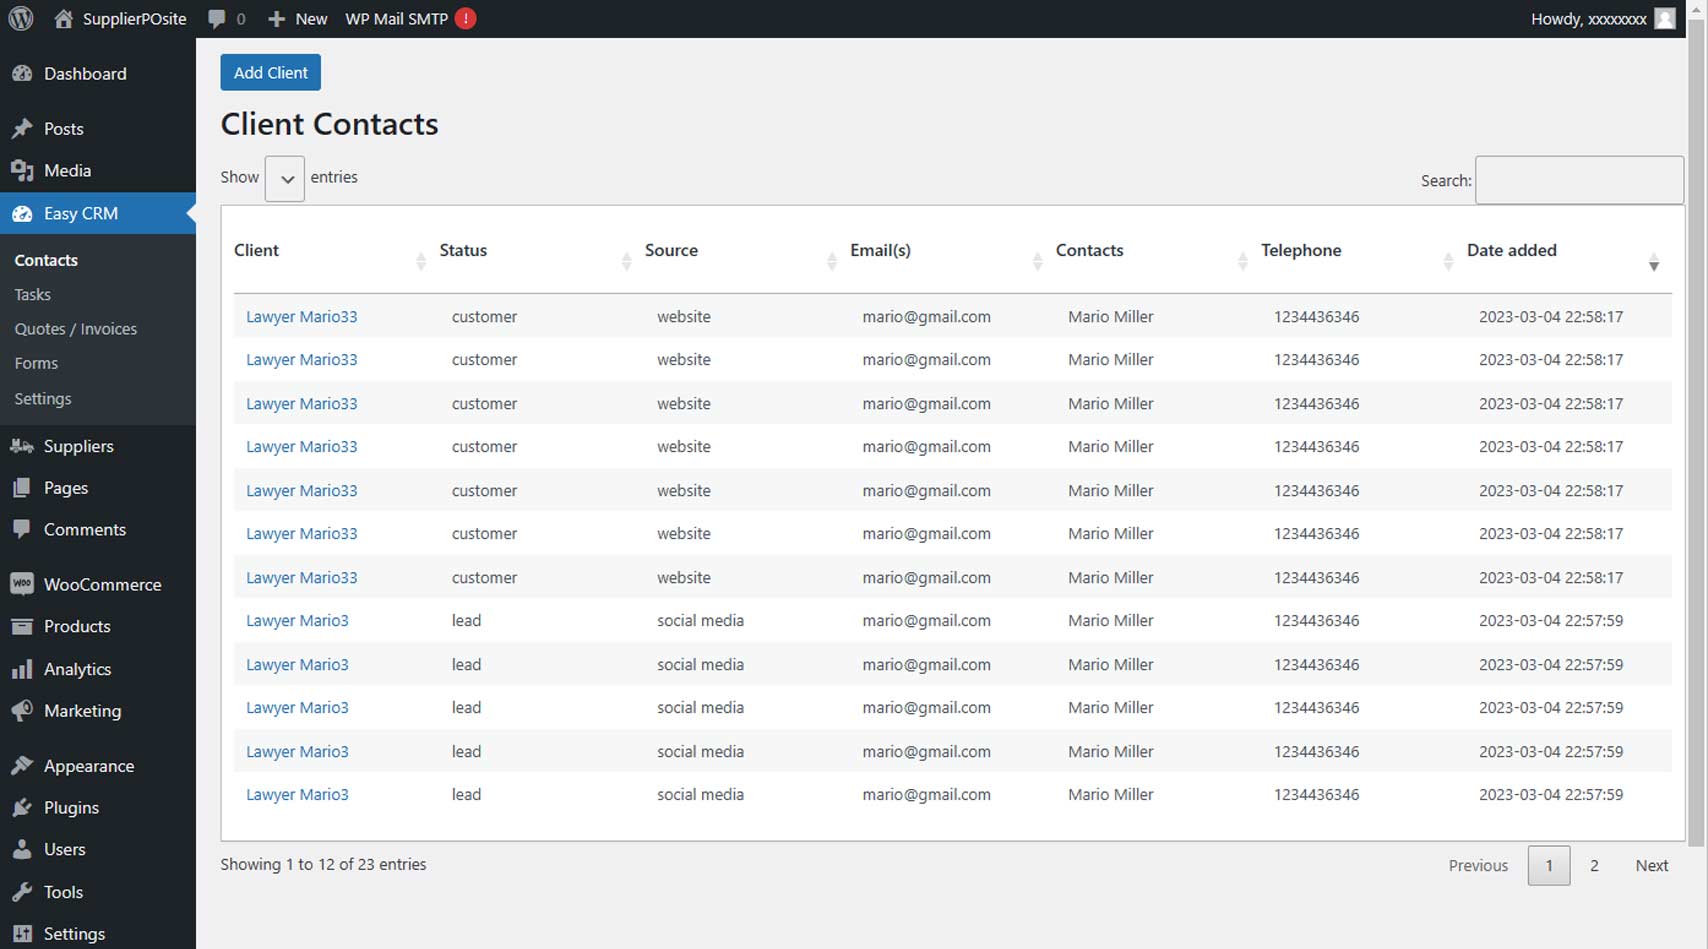 SupplierPOsite 0 New WP Mail SMTP ! Howdy, xxxxxxxx
Dashboard
Posts
Media
Easy CRM
Contacts
Tasks
Quotes / Invoices
Forms
Settings
Suppliers
Pages
Comments
WOO WooCommerce
Products
Analytics
Marketing
Appearance
Plugins
Users
Tools
Settings
Add Client
Client Contacts
Show entries Search:
Client Status Source Email(s) Contacts Telephone Date added
Lawyer Mario33 customer website mario@gmail.com Mario Miller 1234436346 2023-03-04 22:58:17
Lawyer Mario33 customer website mario@gmail.com Mario Miller 1234436346 2023-03-04 22:58:17
Lawyer Mario33 customer website mario@gmail.com Mario Miller 1234436346 2023-03-04 22:58:17
Lawyer Mario33 customer website mario@gmail.com Mario Miller 1234436346 2023-03-04 22:58:17
Lawyer Mario33 customer website mario@gmail.com Mario Miller 1234436346 2023-03-04 22:58:17
Lawyer Mario33 customer website mario@gmail.com Mario Miller 1234436346 2023-03-04 22:58:17
Lawyer Mario33 customer website mario@gmail.com Mario Miller 1234436346 2023-03-04 22:58:17
Lawyer Mario3 lead social media mario@gmail.com Mario Miller 1234436346 2023-03-04 22:57:59
Lawyer Mario3 lead social media mario@gmail.com Mario Miller 1234436346 2023-03-04 22:57:59
Lawyer Mario3 lead social media mario@gmail.com Mario Miller 1234436346 2023-03-04 22:57:59
Lawyer Mario3 lead social media mario@gmail.com Mario Miller 1234436346 2023-03-04 22:57:59
Lawyer Mario3 lead social media mario@gmail.com Mario Miller 1234436346 2023-03-04 22:57:59
Showing 1 to 12 of 23 entries Previous 1 2 Next